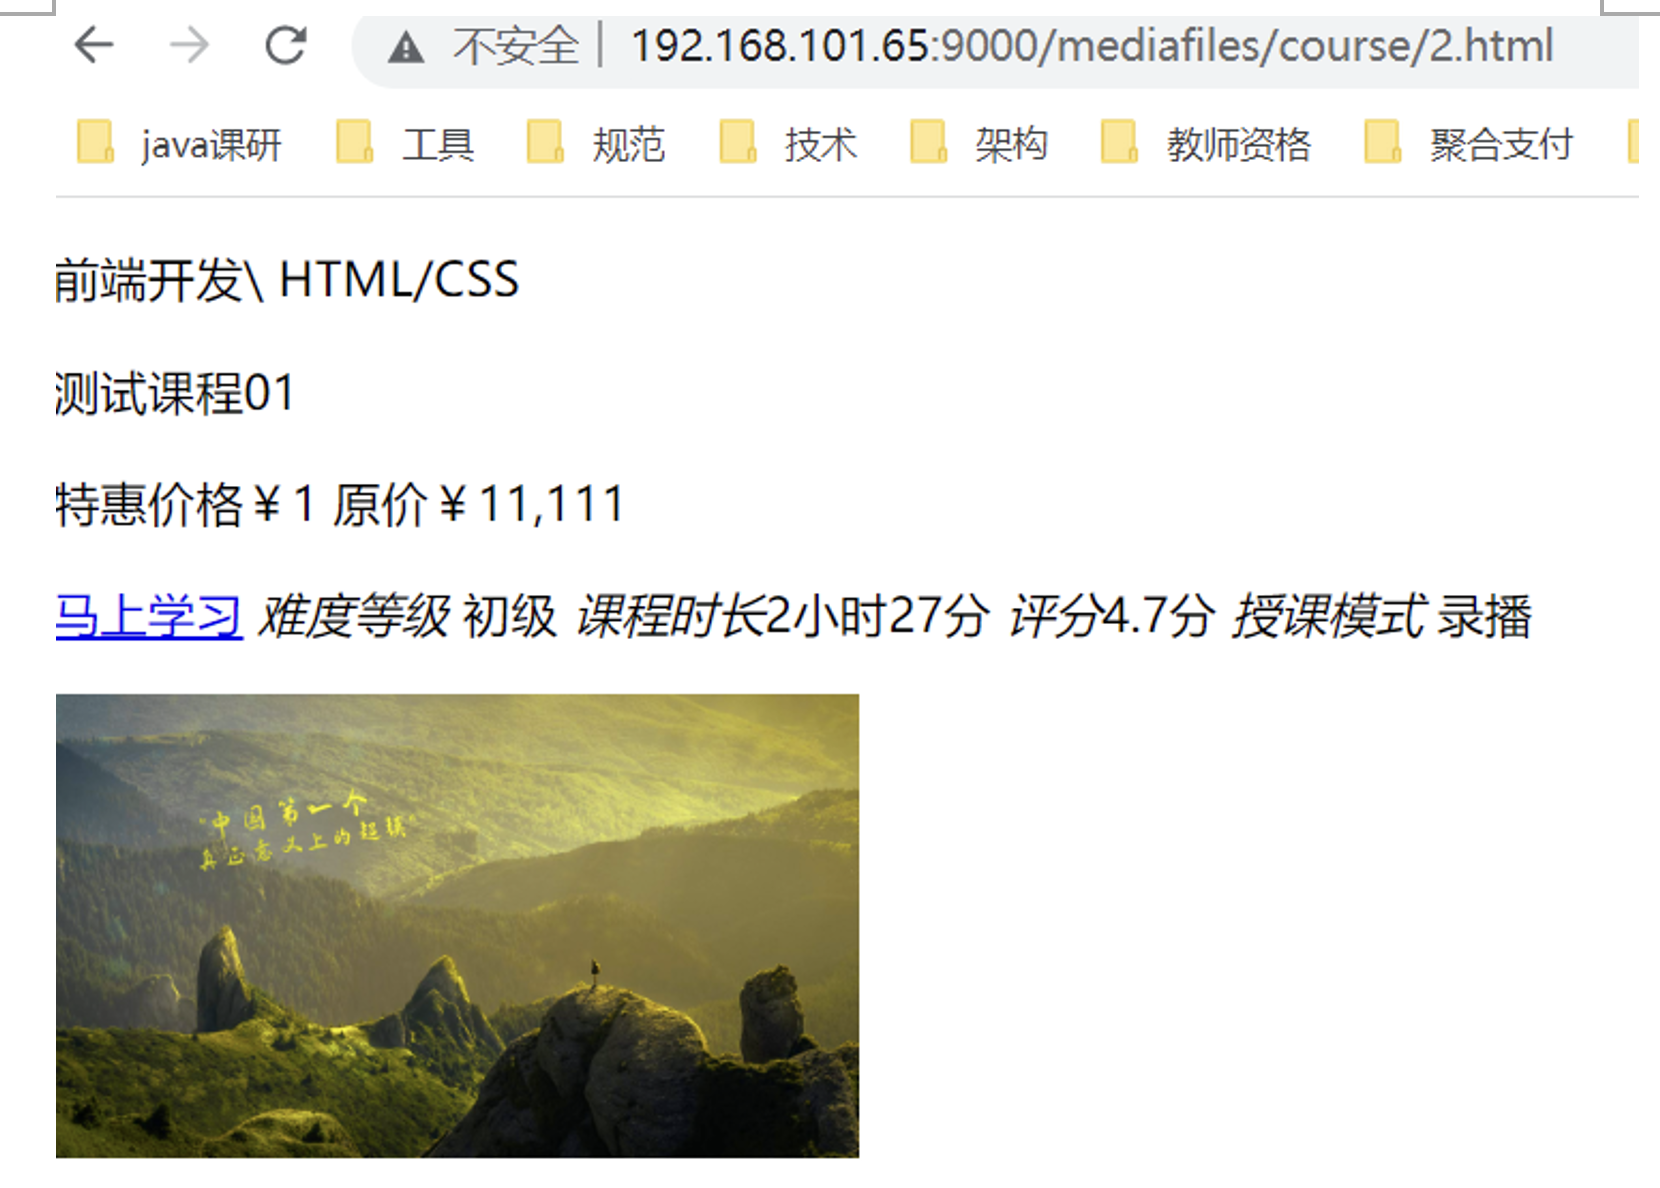 不安全 | 192.168.101.65:9000/mediafiles/course/2.html
java课研 工具 规范 技术 架构 教师资格 聚合支付
前端开发\ HTML/CSS
测试课程01
特惠价格¥1 原价¥11,111
马上学习 难度等级 初级 课程时长2小时27分 评分4.7分 授课模式 录播
"中国第一个
真正意义上的超模"